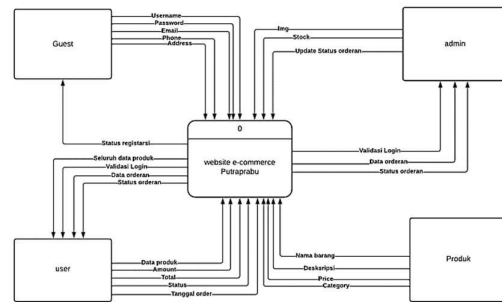 Username
Password
Email
Phone
Address
Guest
Img
Stock
Update Status orderan
admin
Status registarsi
0
website e-commerce
Putraprabu
Validasi Login
Data orderan
Status orderan
Seluruh data produk
Validasi Login
Data orderan
Status orderan
user
Data produk
Amount
Total
Status
Tanggal order
Nama barang
Desksripsi
Price
Category
Produk